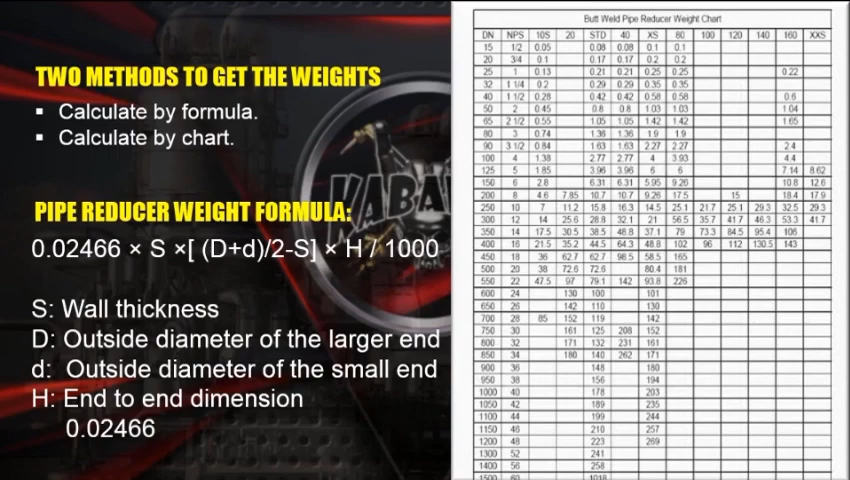 TWO METHODS TO GET THE WEIGHTS
▪ Calculate by formula.
▪ Calculate by chart.
PIPE REDUCER WEIGHT FORMULA:
0.02466 × S ×[ (D+d)/2-S] × H / 1000
S: Wall thickness
D: Outside diameter of the larger end
d: Outside diameter of the small end
H: End to end dimension
0.02466
KABA
Butt Weld Pipe Reducer Weight Chart
DN NPS 10S 20 STD 40 XS 80 100 120 140 160 XXS
15 1/2 0.05 0.08 0.08 0.1 0.1
20 3/4 0.1 0.17 0.17 0.2 0.2
25 1 0.13 0.21 0.21 0.25 0.25 0.22
32 1 1/4 0.2 0.29 0.29 0.35 0.35
40 1 1/2 0.28 0.42 0.42 0.58 0.58 0.6
50 2 0.45 0.8 0.8 1.03 1.03 1.04
65 2 1/2 0.55 1.05 1.05 1.42 1.42 1.65
80 3 0.74 1.36 1.36 1.9 1.9
90 3 1/2 0.84 1.63 1.63 2.27 2.27 2.4
100 4 1.38 2.77 2.77 4 3.93 4.4
125 5 1.85 3.96 3.96 6 6 7.14 8.62
150 6 2.8 6.31 6.31 5.95 9.26 10.8 12.6
200 8 4.6 7.85 10.7 10.7 9.26 17.5 15 18.4 17.9
250 10 7 11.2 15.8 16.3 14.5 25.1 21.7 25.1 29.3 32.5 29.3
300 12 14 25.6 28.8 32.1 21 56.5 35.7 41.7 46.3 53.3 41.7
350 14 17.5 30.5 38.5 48.8 37.1 79 73.3 84.5 95.4 106
400 16 21.5 35.2 44.5 64.3 48.8 102 96 112 130.5 143
450 18 36 62.7 62.7 98.5 58.5 165
500 20 38 72.6 72.6 80.4 181
550 22 47.5 97 79.1 142 93.8 226
600 24 130 100 101
650 26 142 110 130
700 28 85 152 119 142
750 30 161 125 208 152
800 32 171 132 231 161
850 34 180 140 262 171
900 36 148 180
950 38 156 194
1000 40 178 203
1050 42 189 235
1100 44 199 244
1150 46 210 257
1200 48 223 269
1300 52 241
1400 56 258
1500 60 1018